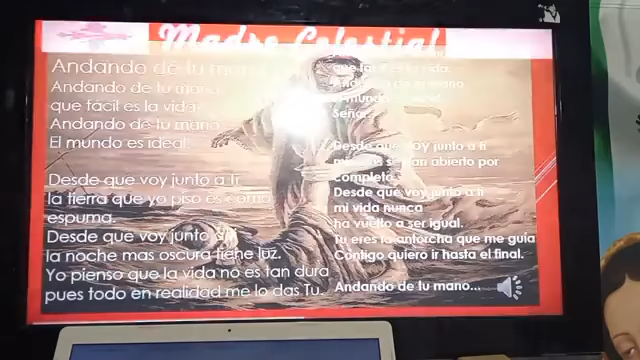 Madre Celestial
Andando de tu mano
Andando de tu mano
que fácil es la vida
Andando de tu mano
El mundo es ideal.
Desde que voy junto a ti
la tierra que yo piso es como
espuma.
Desde que voy junto a ti
la noche mas oscura tiene luz.
Yo pienso que la vida no es tan dura
pues todo en realidad me lo das Tu.
que fácil es la vida.
Señor
Desde que voy junto a ti
abierto por
completo
Desde que voy junto a ti
mi vida nunca
ha vuelto a ser igual.
Tu eres la antorcha que me guía
Contigo quiero ir hasta el final.
Andando de tu mano...